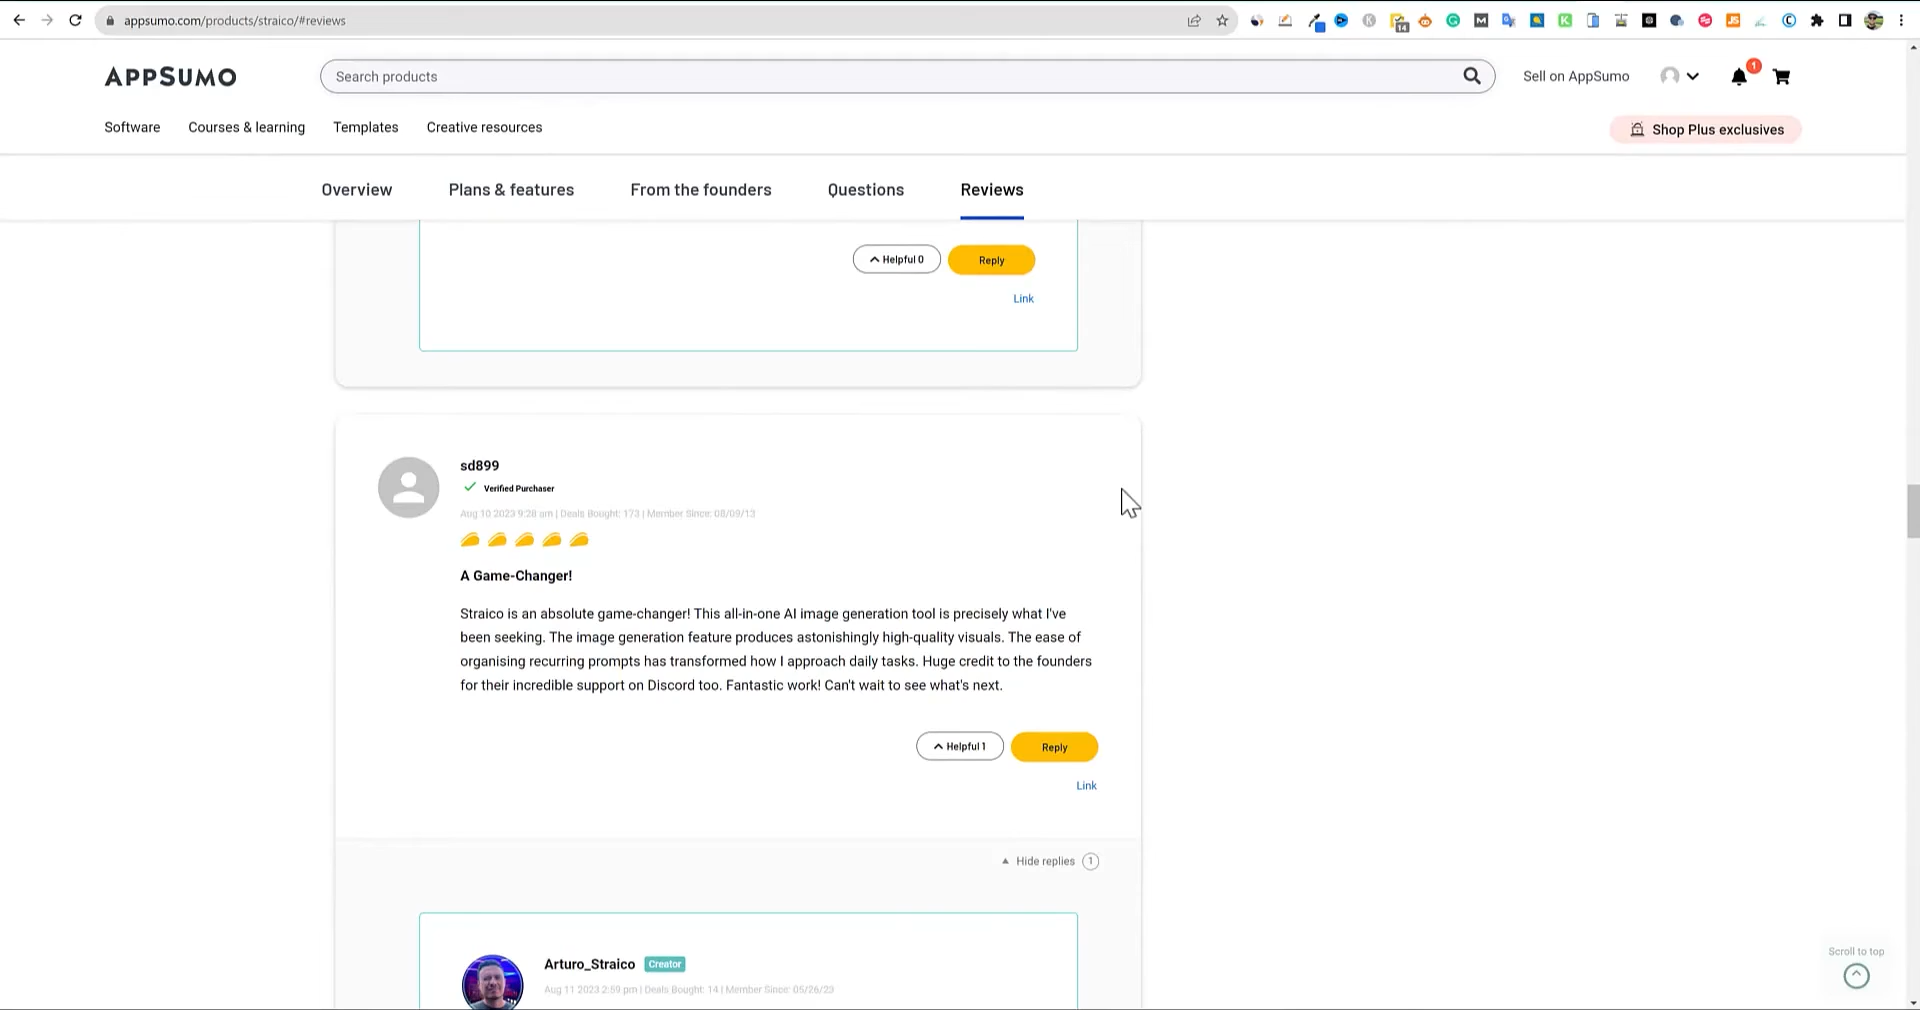 appsumo.com/products/straico/#reviews
14
APPSUMO
Search products
Sell on AppSumo
1
Software
Courses & learning
Templates
Creative resources
Shop Plus exclusives
Overview
Plans & features
From the founders
Questions
Reviews
Helpful 0
Reply
Link
sd899
Verified Purchaser
Aug 10 2023 9:28 am | Deals Bought: 173 | Member Since: 08/09/13
A Game-Changer!
Straico is an absolute game-changer! This all-in-one AI image generation tool is precisely what I've
been seeking. The image generation feature produces astonishingly high-quality visuals. The ease of
organising recurring prompts has transformed how I approach daily tasks. Huge credit to the founders
for their incredible support on Discord too. Fantastic work! Can't wait to see what's next.
Helpful 1
Reply
Link
Hide replies 1
Arturo_Straico Creator
Aug 11 2023 2:59 pm | Deals Bought: 14 | Member Since: 05/26/23
Scroll to top